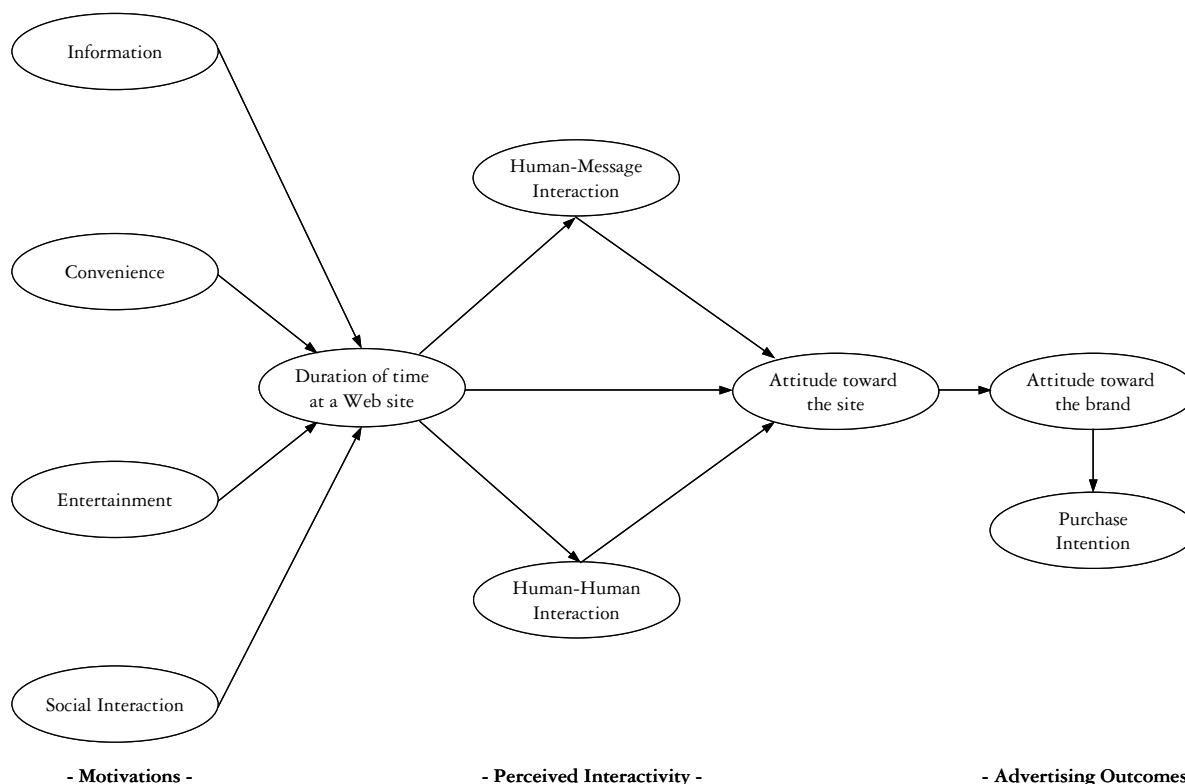 Information
Human-Message
Interaction
Convenience
Duration of time
at a Web site
Attitude toward
the site
Attitude toward
the brand
Entertainment
Purchase
Intention
Human-Human
Interaction
Social Interaction
- Motivations -
- Perceived Interactivity -
- Advertising Outcomes